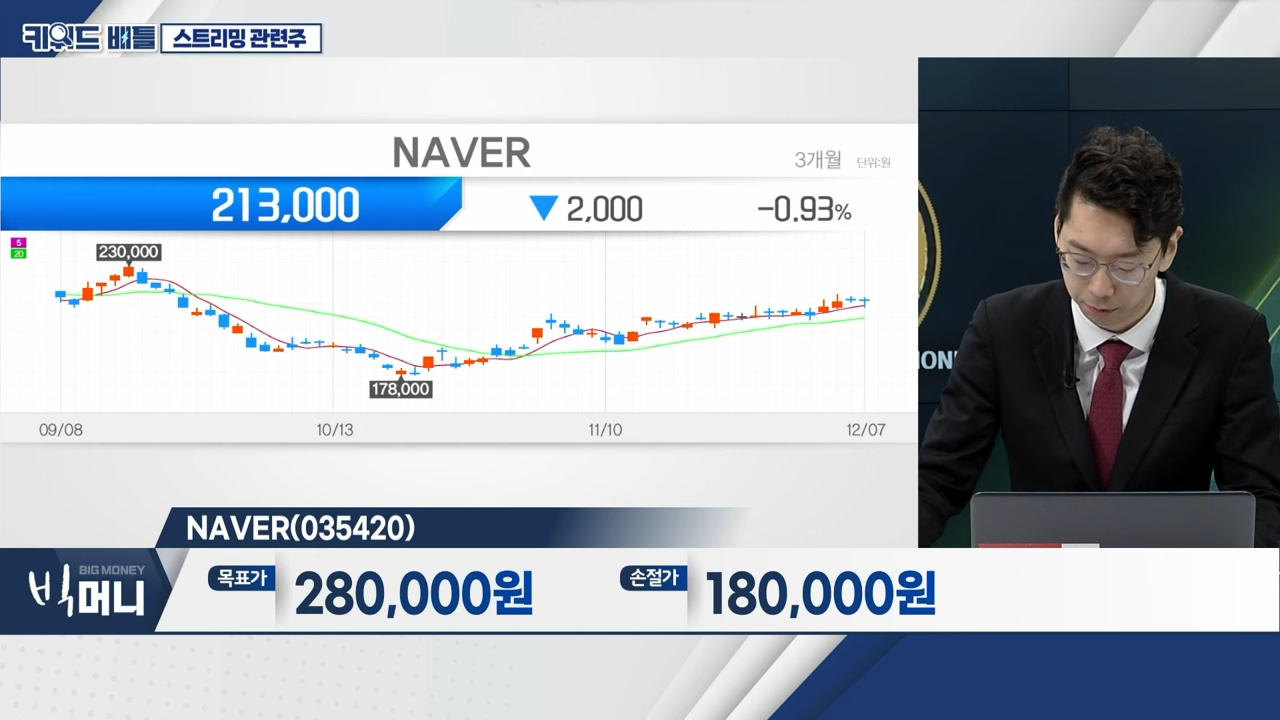 키워드 배틀 스트리밍 관련주
NAVER
3개월 단위:원
213,000 ▼ 2,000 -0.93%
5
20
230,000
178,000
09/08 10/13 11/10 12/07
NAVER(035420)
BIG MONEY
빅머니
목표가 280,000원 손절가 180,000원